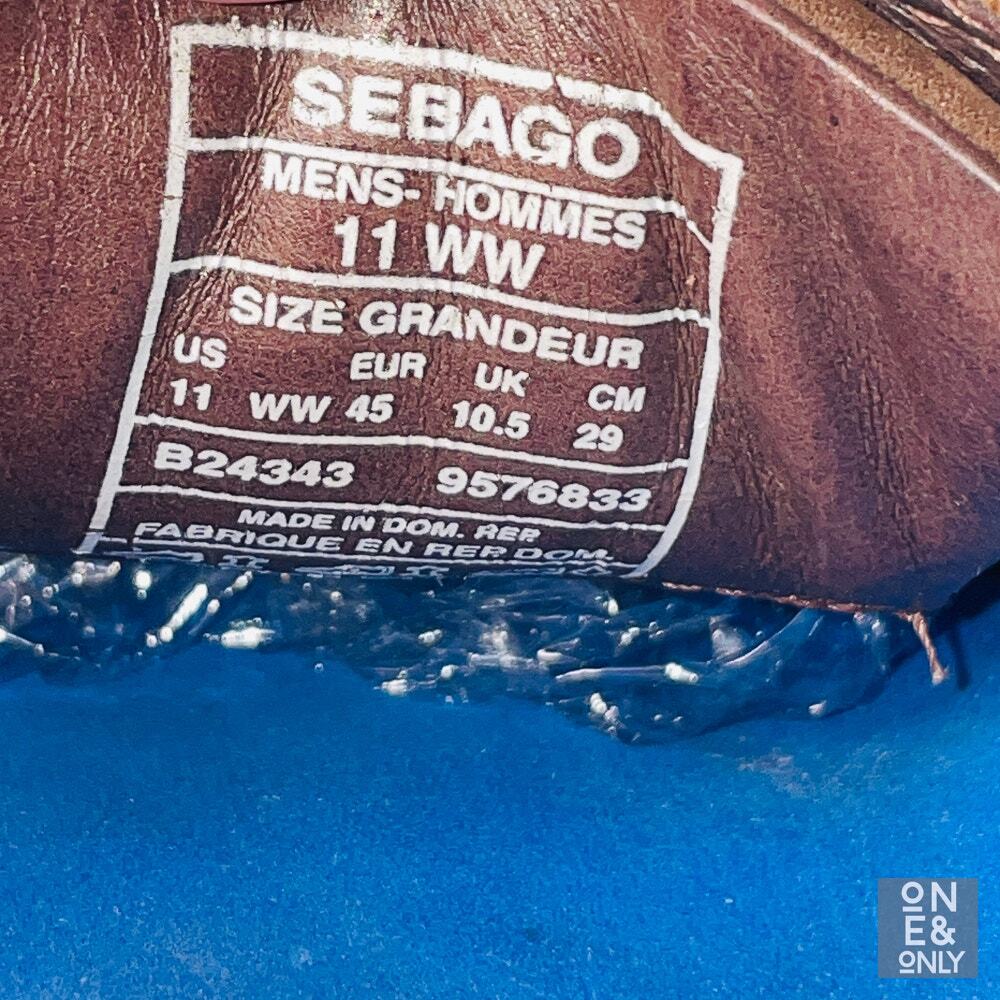 SEBAGO
MENS- HOMMES
11 WW
SIZE GRANDEUR
US EUR UK CM
11 WW 45 10.5 29
B24343 9576833
MADE IN DOM. REP
FABRIQUE EN REP DOM.
ON
E&
ONLY